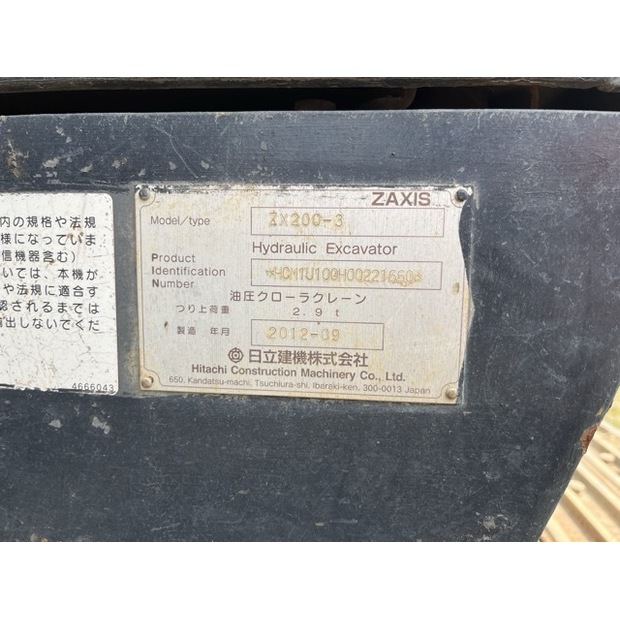 内の規格や法規
様になっていま
信機器含む）
いては、本機が
や法規に適合す
認されるまでは
出しないでくだ
4666043
ZAXIS
Model/type ZX200-3
Hydraulic Excavator
Product
Identification *HCM1U100H00221650*
Number
油圧クローラクレーン
つり上荷重 2.9 t
製造 年月 2012-09
日立建機株式会社
Hitachi Construction Machinery Co., Ltd.
650, Kandatsu-machi, Tsuchiura-shi, Ibaraki-ken, 300-0013 Japan